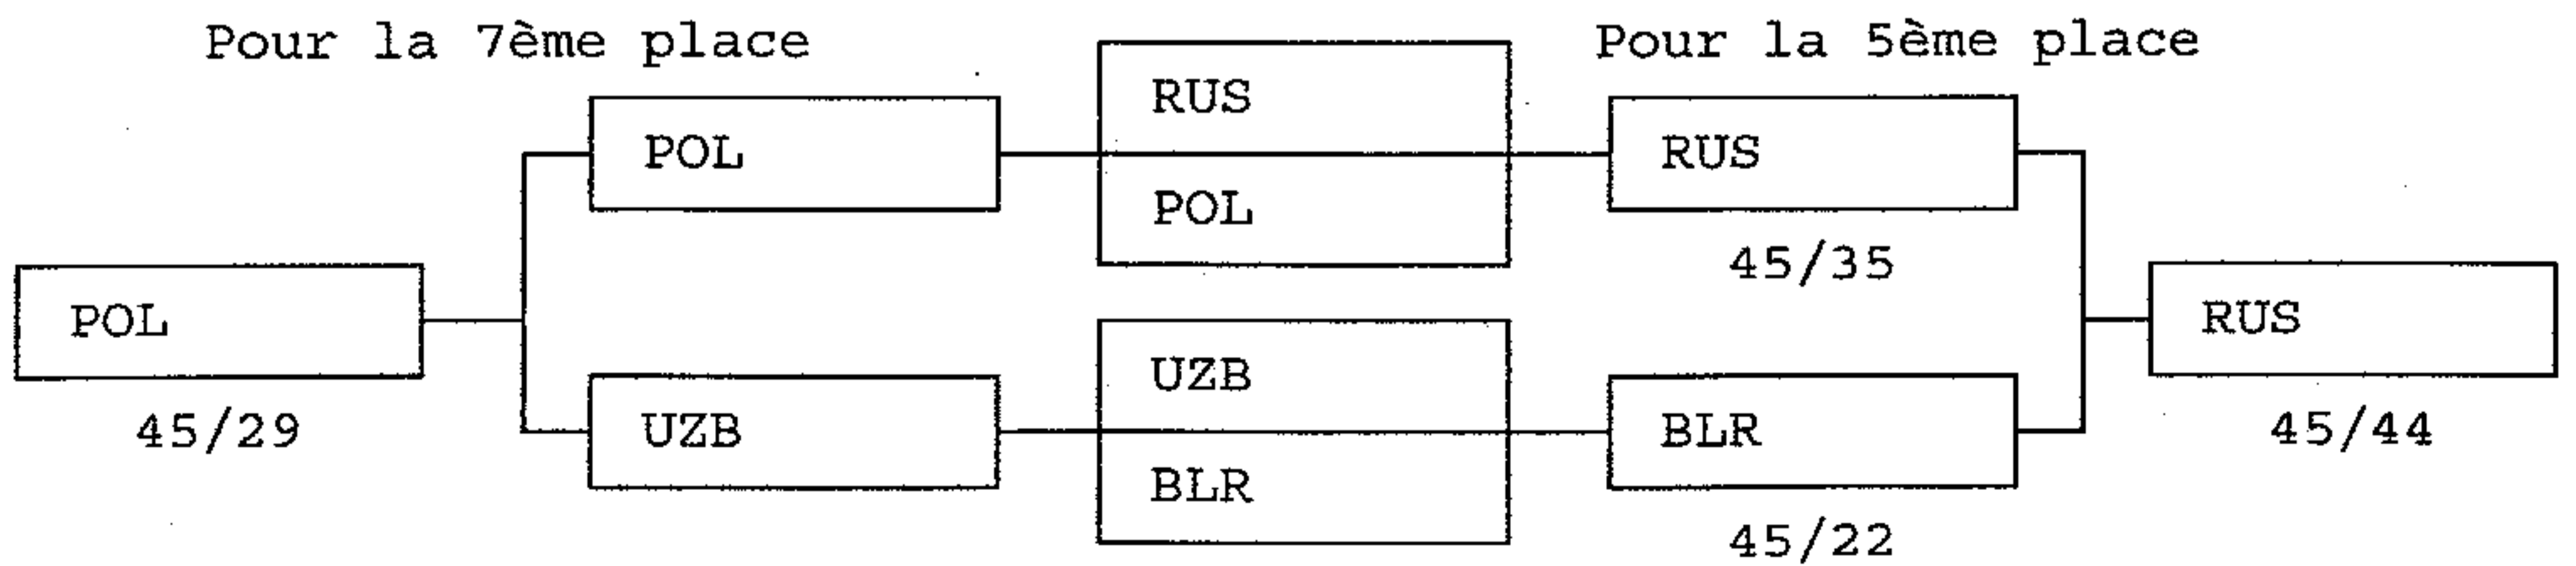 Pour la 7ème place
Pour la 5ème place
RUS
POL
RUS
POL
45/35
POL
RUS
UZB
45/29
UZB
BLR
45/44
BLR
45/22